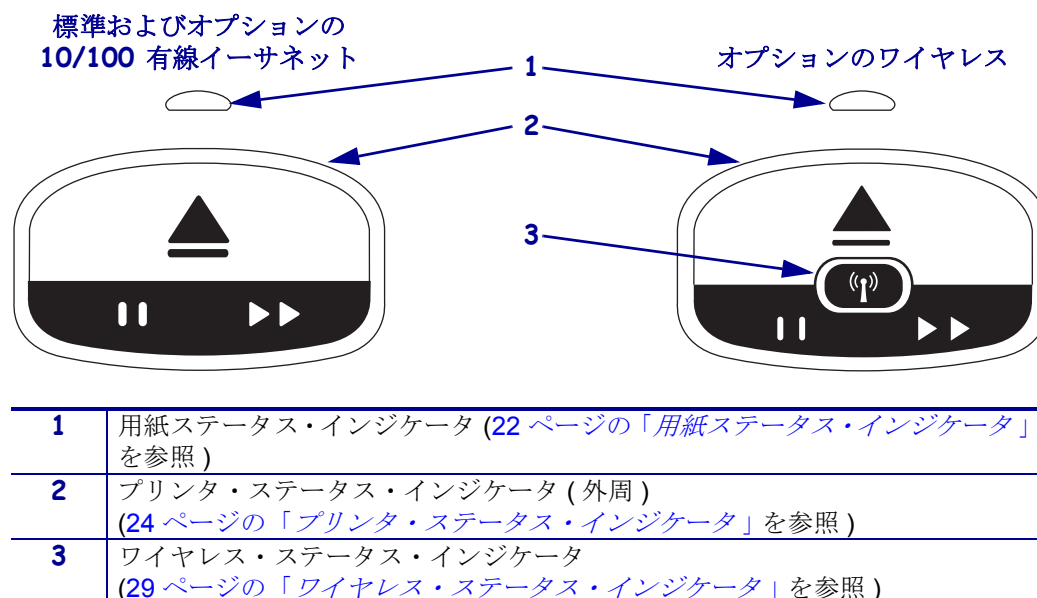 標準およびオプションの
10/100 有線イーサネット
オプションのワイヤレス
1
2
3
1 用紙ステータス・インジケータ (22 ページの「用紙ステータス・インジケータ」
を参照 )
2 プリンタ・ステータス・インジケータ ( 外周 )
(24 ページの「プリンタ・ステータス・インジケータ」を参照 )
3 ワイヤレス・ステータス・インジケータ
(29 ページの「ワイヤレス・ステータス・インジケータ」を参照 )